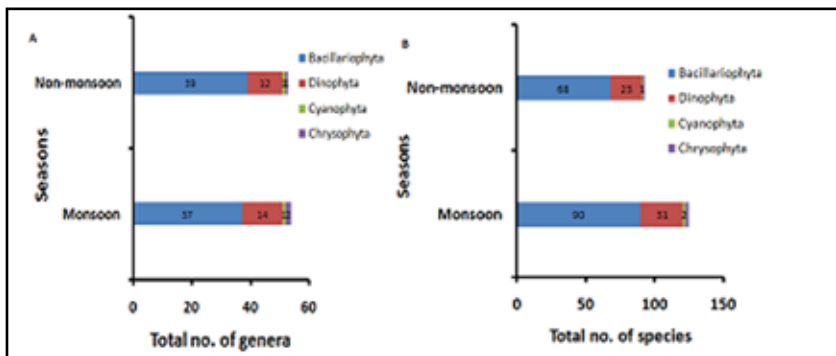 A
Non-monsoon
39
12
Monsoon
37
14
Seasons
0
20
40
60
Total no. of genera
Bacillariophyta
Dinophyta
Cyanophyta
Chrysophyta
B
Non-monsoon
68
23
1
Monsoon
90
31
2
Seasons
0
50
100
150
Total no. of species
Bacillariophyta
Dinophyta
Cyanophyta
Chrysophyta